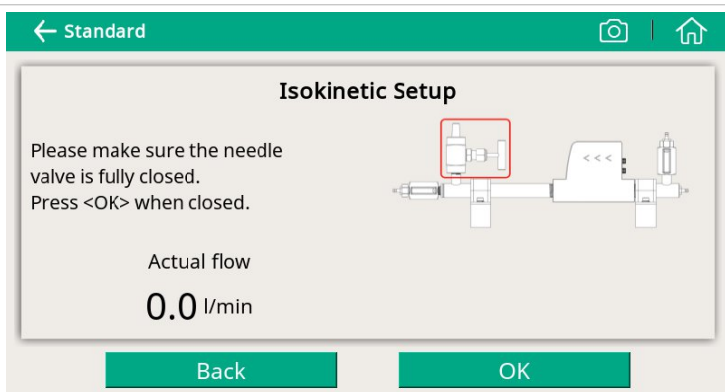 Standard
Isokinetic Setup
Please make sure the needle
valve is fully closed.
Press <OK> when closed.
< < <
Actual flow
0.0 l/min
Back
OK